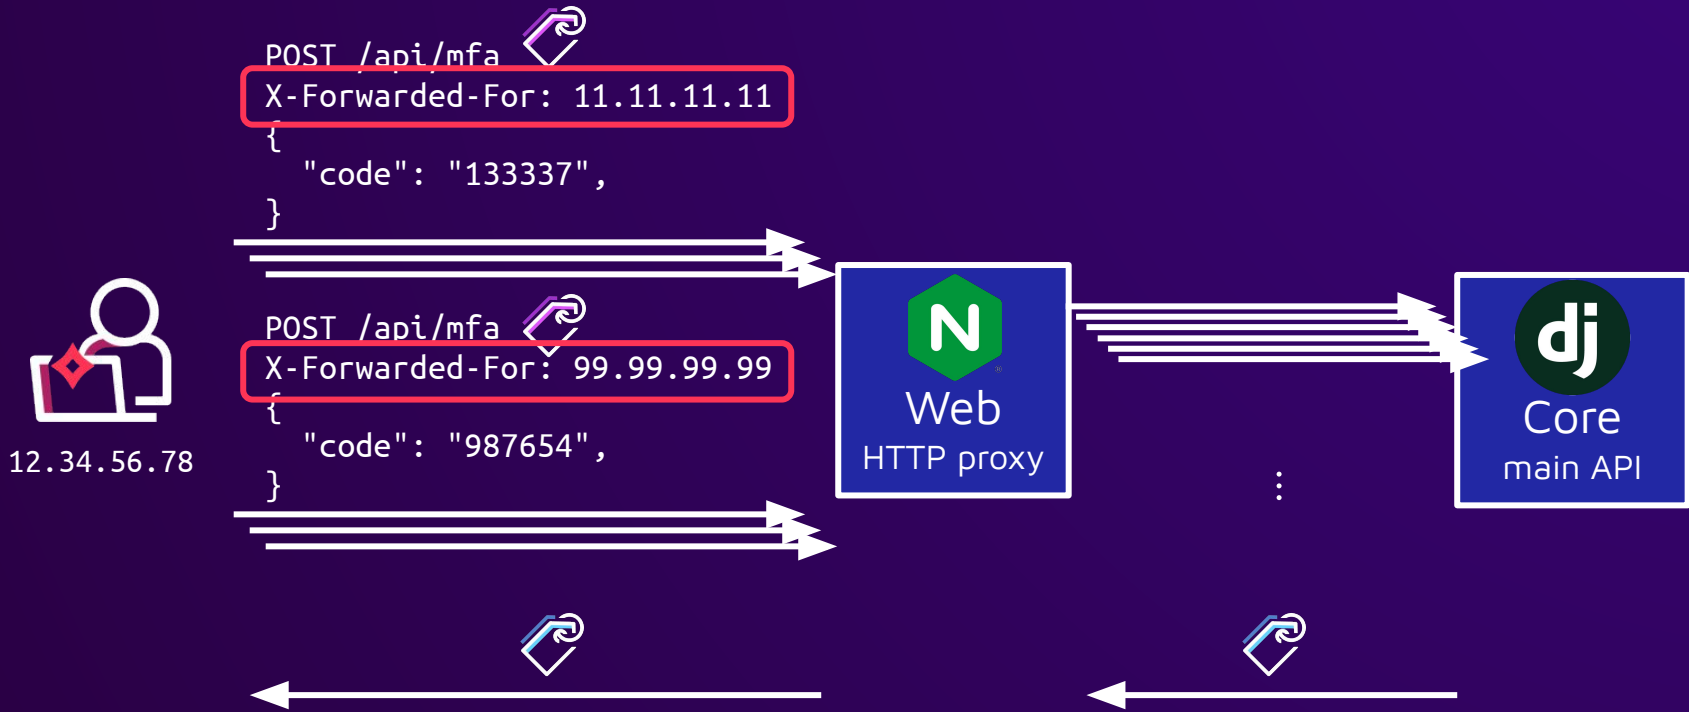 POST /api/mfa
X-Forwarded-For: 11.11.11.11
{
"code": "133337",
}
POST /api/mfa
X-Forwarded-For: 99.99.99.99
{
"code": "987654",
}
12.34.56.78
N
®
Web
HTTP proxy
dj
Core
main API